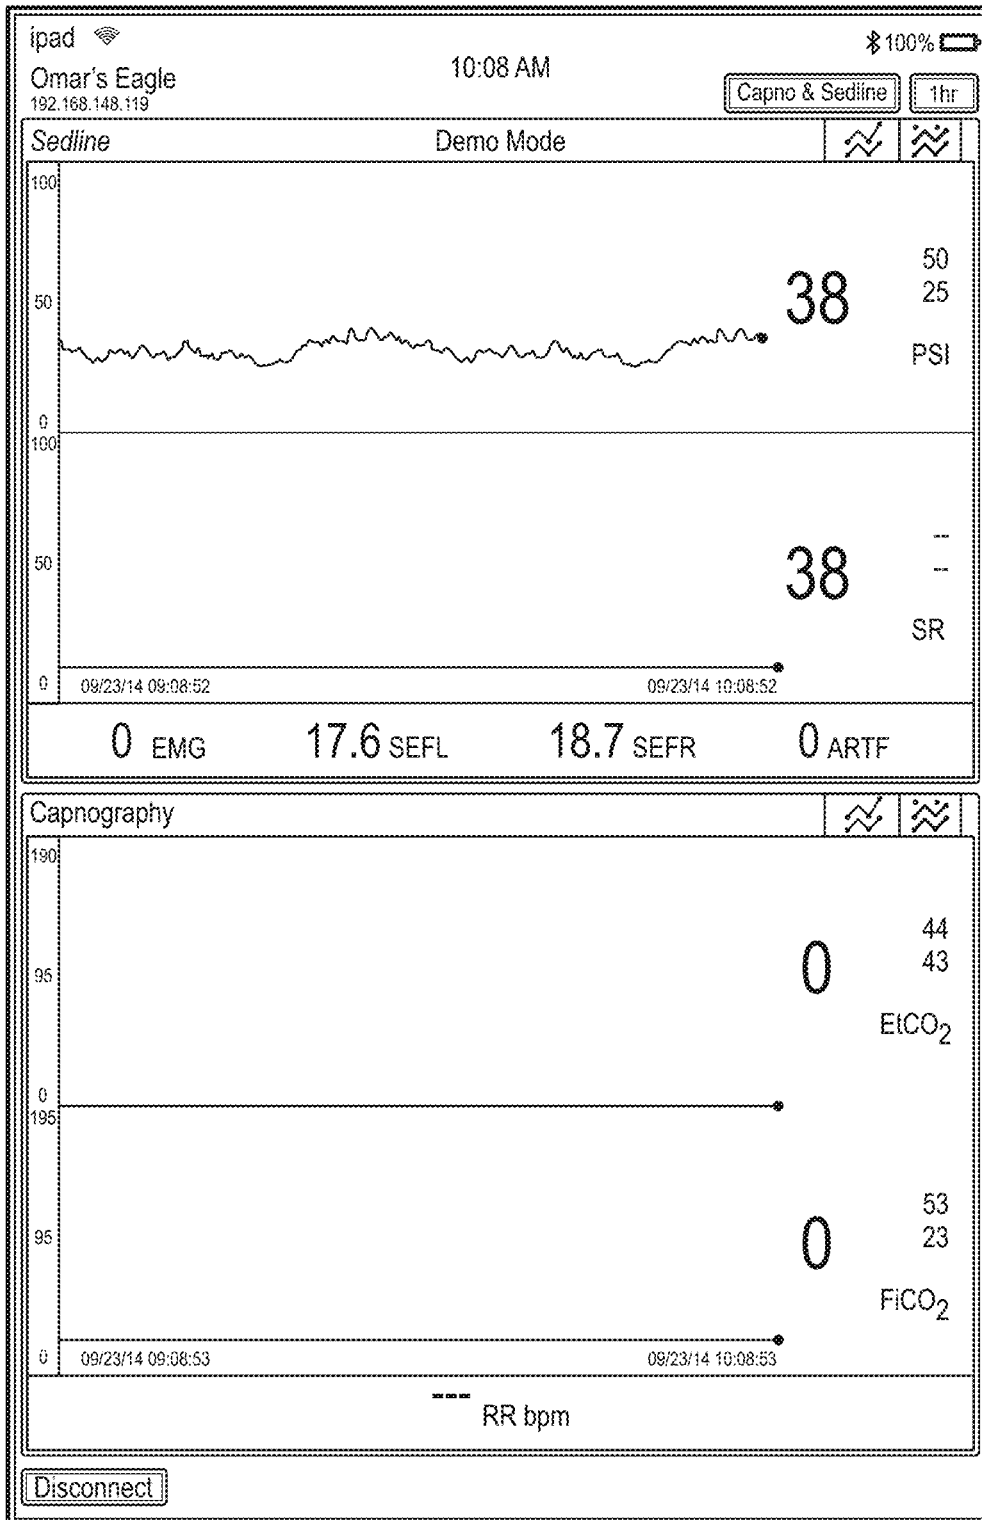 ipad 100%
10:08 AM
Omar's Eagle
192.168.148.119
Capno & Sedline 1hr
Sedline Demo Mode
100
50
0
38
50
25
PSI
100
50
0
38
--
--
SR
09/23/14 09:08:52 09/23/14 10:08:52
0 EMG 17.6 SEFL 18.7 SEFR 0 ARTF
Capnography
190
95
0
0
44
43
EtCO2
195
95
0
0
53
23
FiCO2
09/23/14 09:08:53 09/23/14 10:08:53
---
RR bpm
Disconnect